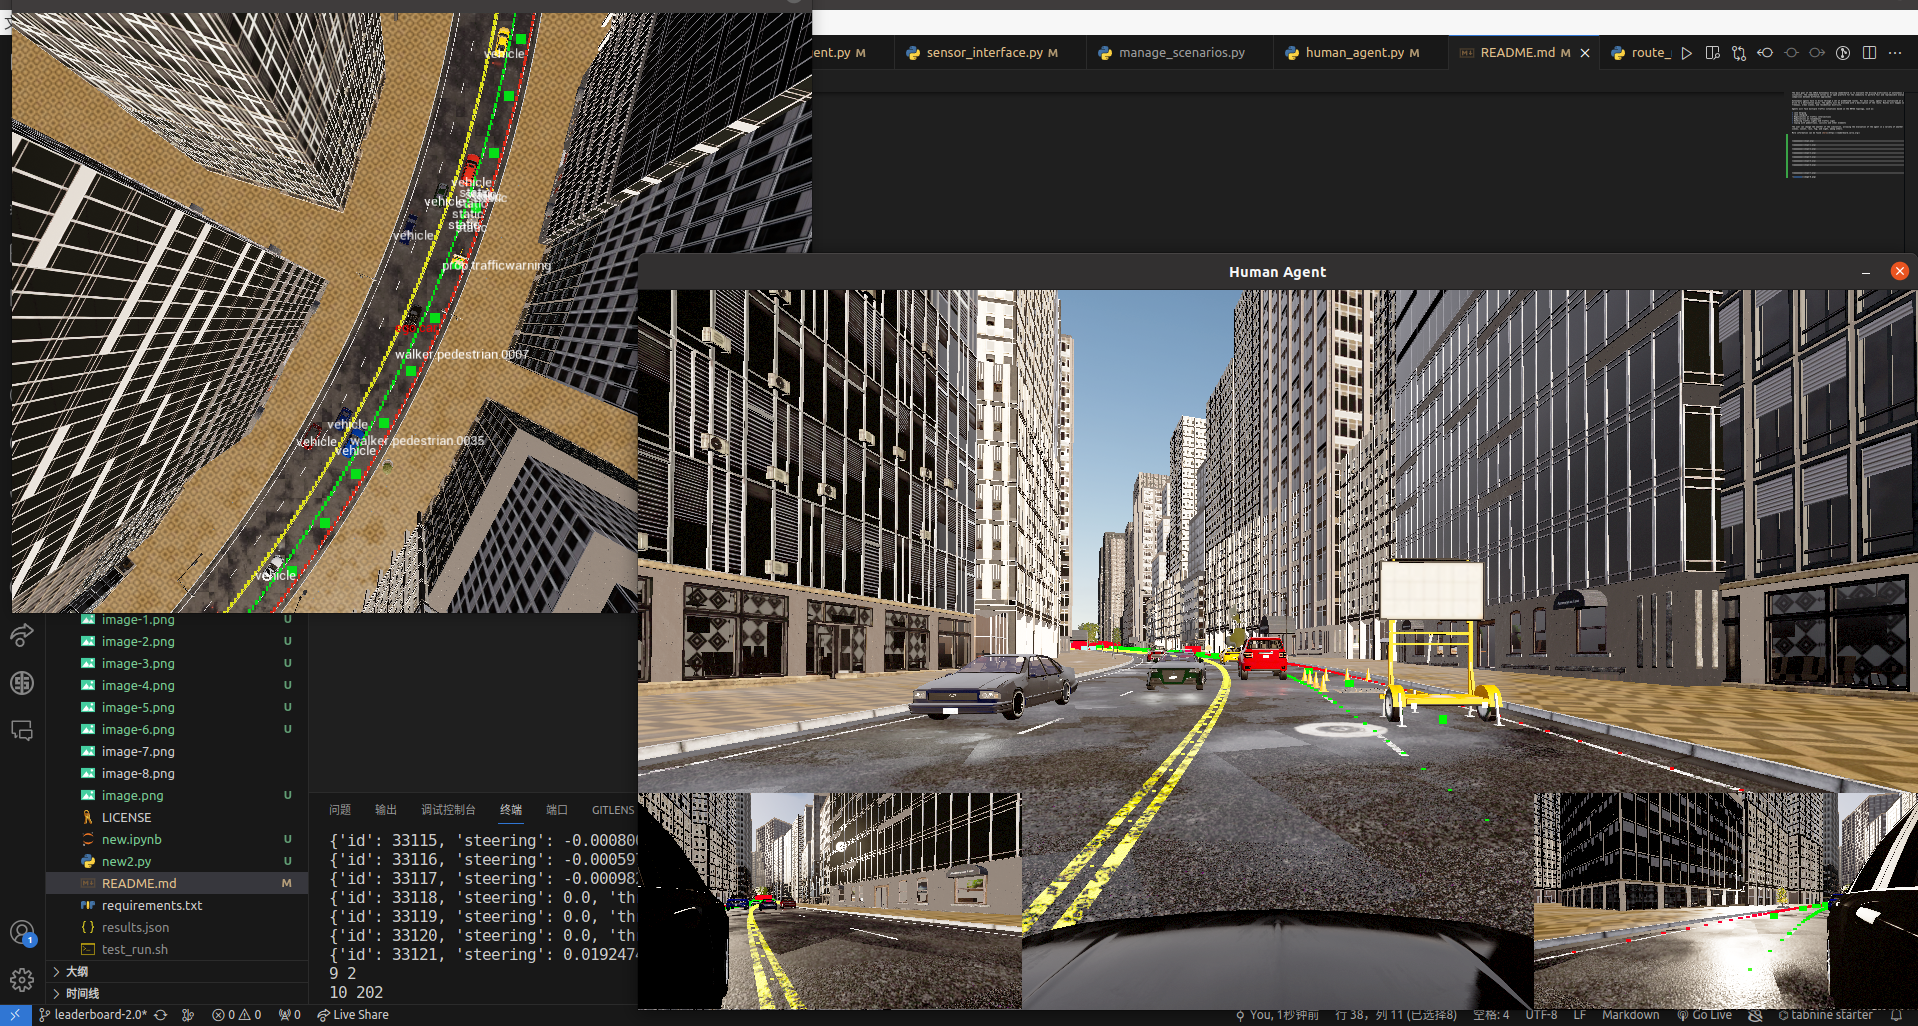 ent.py M
sensor_interface.py M
manage_scenarios.py
human_agent.py M
README.md M
route_
vehicle
vehicle
static
vehicle
static
static
static
vehicle
prop.trafficwarning
walker.pedestrian 0007
vehicle
vehicle
walker.pedestrian 0035
vehicle
vehicle
Human Agent
image-1.png U
image-2.png U
image-3.png U
image-4.png U
image-5.png U
image-6.png U
image-7.png
image-8.png
image.png U
LICENSE
new.ipynb U
new2.py U
README.md M
requirements.txt
results.json
test_run.sh
大纲
时间线
问题 输出 调试控制台 终端 端口 GITLENS
{'id': 33115, 'steering': -0.000800
{'id': 33116, 'steering': -0.000597
{'id': 33117, 'steering': -0.000982
{'id': 33118, 'steering': 0.0, 'th
{'id': 33119, 'steering': 0.0, 'th
{'id': 33120, 'steering': 0.0, 'th
{'id': 33121, 'steering': 0.019247
9 2
10 202
1
leaderboard-2.0* 0 0 0 Live Share
You, 1秒钟前 行 38，列 11 (已选择8) 空格: 4 UTF-8 LF Markdown Go Live tabnine starter